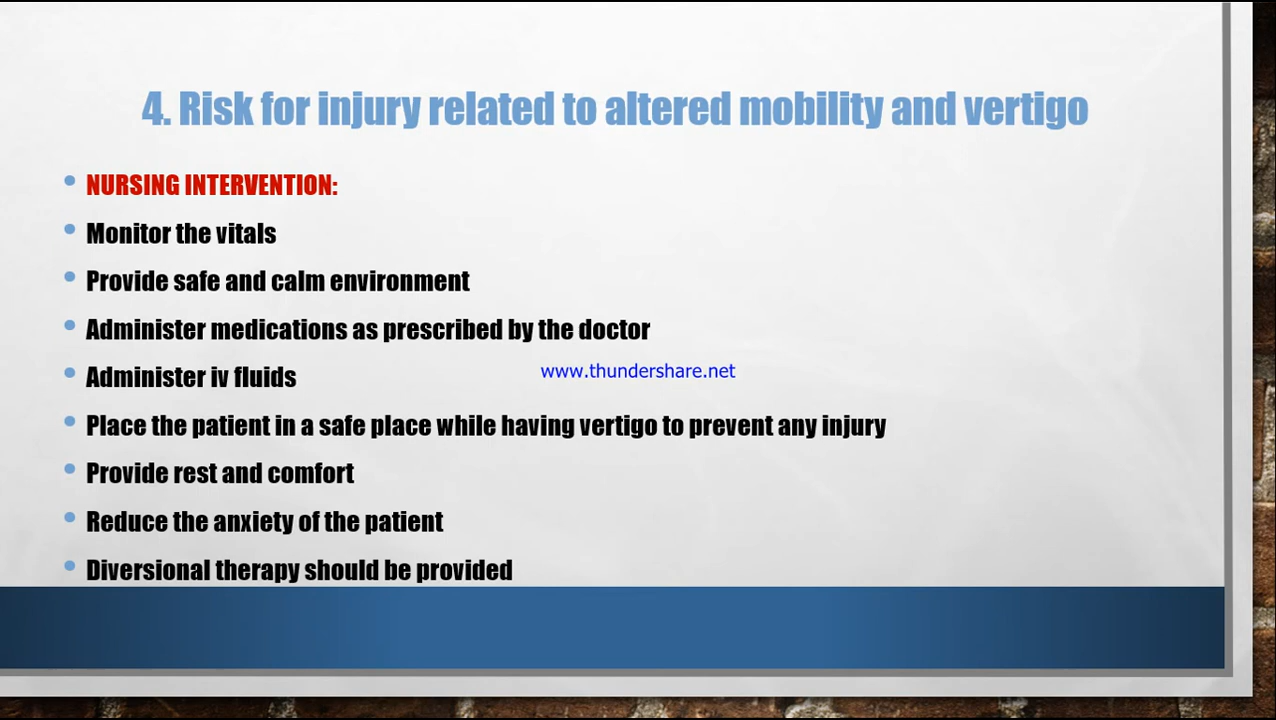 4. Risk for injury related to altered mobility and vertigo
NURSING INTERVENTION:
Monitor the vitals
Provide safe and calm environment
Administer medications as prescribed by the doctor
Administer iv fluids
www.thundershare.net
Place the patient in a safe place while having vertigo to prevent any injury
Provide rest and comfort
Reduce the anxiety of the patient
Diversional therapy should be provided